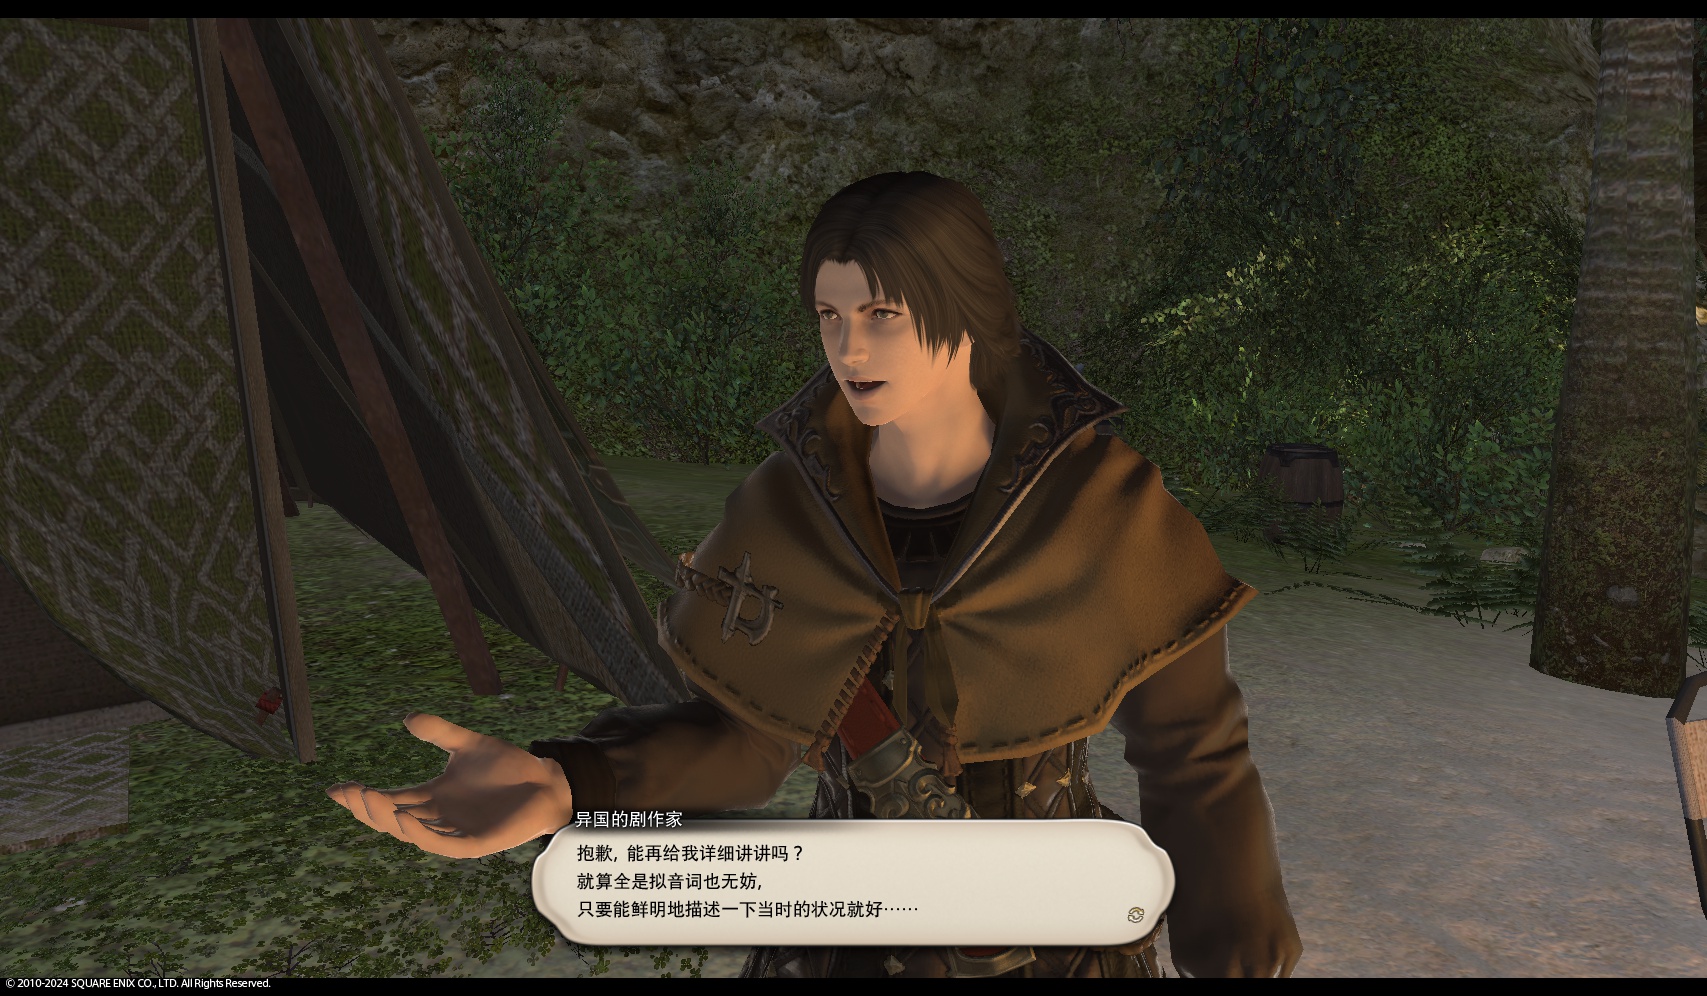 异国的剧作家
抱歉，能再给我详细讲讲吗？
就算全是拟音词也无妨，
只要能鲜明地描述一下当时的状况就好……
© 2010-2024 SQUARE ENIX CO., LTD. All Rights Reserved.